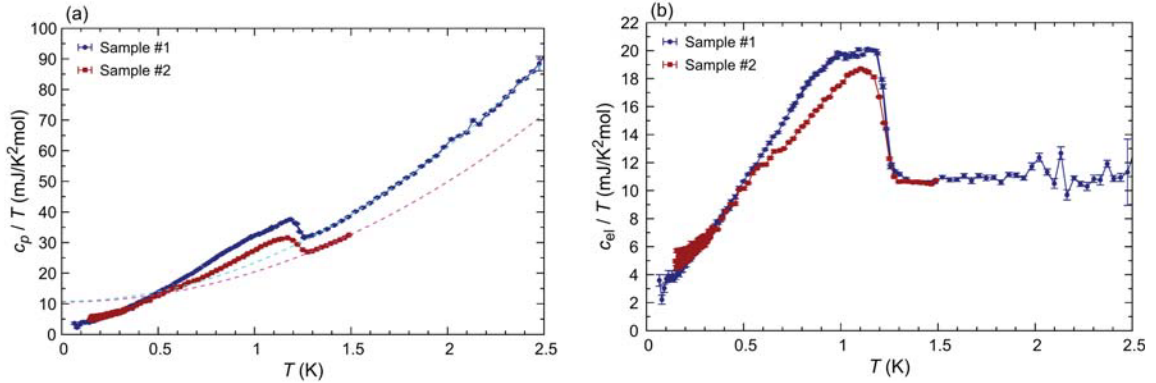 (a)
100
90
80
70
60
50
40
30
20
10
0
c_p / T (mJ/K²mol)
Sample #1
Sample #2
0 0.5 1 1.5 2 2.5
T (K)
(b)
22
20
18
16
14
12
10
8
6
4
2
0
c_el / T (mJ/K²mol)
Sample #1
Sample #2
0 0.5 1 1.5 2 2.5
T (K)